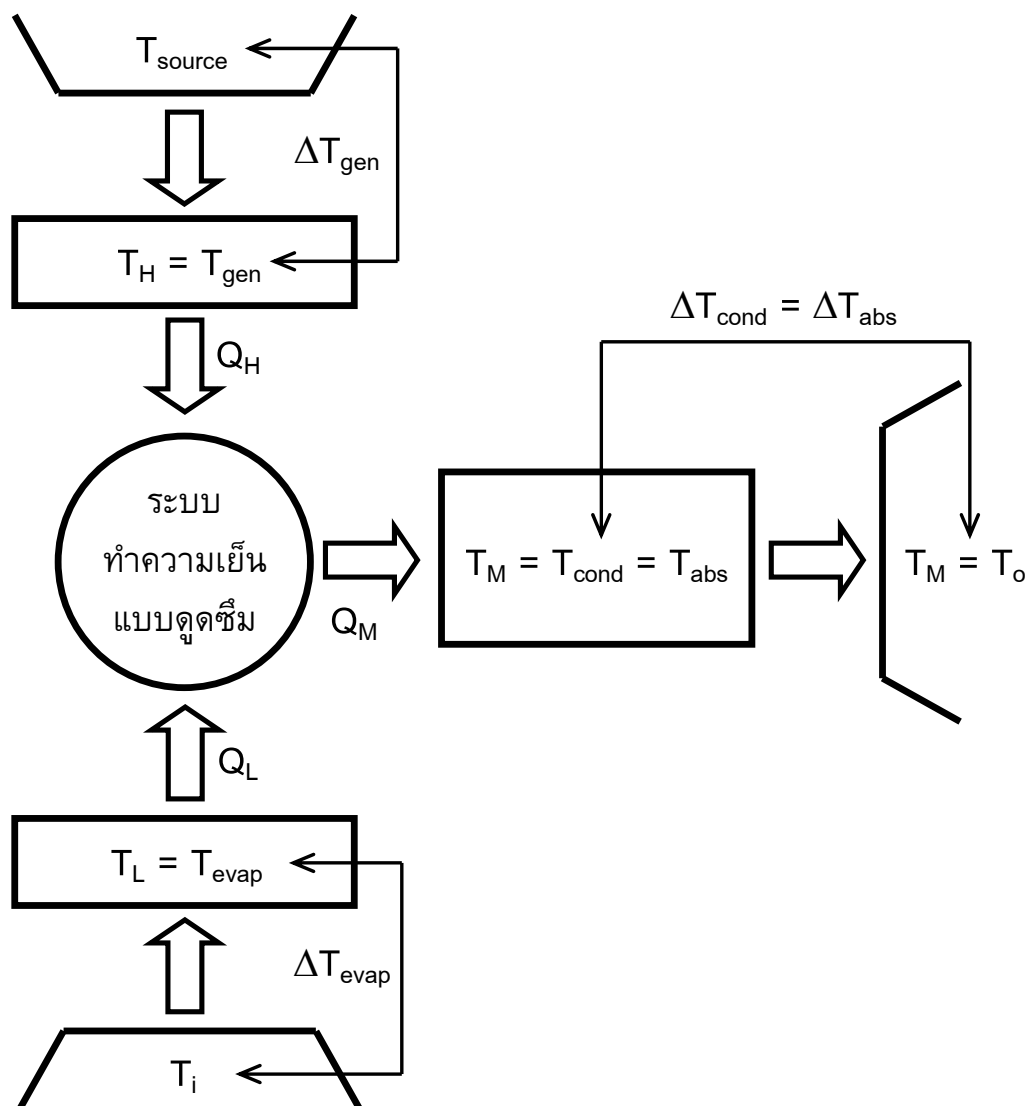 T_source
ΔT_gen
T_H = T_gen
ΔT_cond = ΔT_abs
Q_H
ระบบ
ทำความเย็น
แบบดูดซึม
T_M = T_cond = T_abs
T_M = T_o
Q_M
Q_L
T_L = T_evap
ΔT_evap
T_i